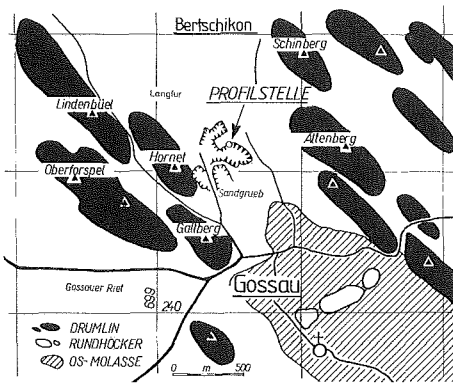 Bertschikon
Schinberg
Langfur
PROFILSTELLE
Lindenbüel
Altenberg
Hornet
Oberforspel
Sandgrueb
Gallberg
Gossau
Gossauer Riet
699
240
DRUMLIN
RUNDHÖCKER
OS-MOLASSE
0 m 500